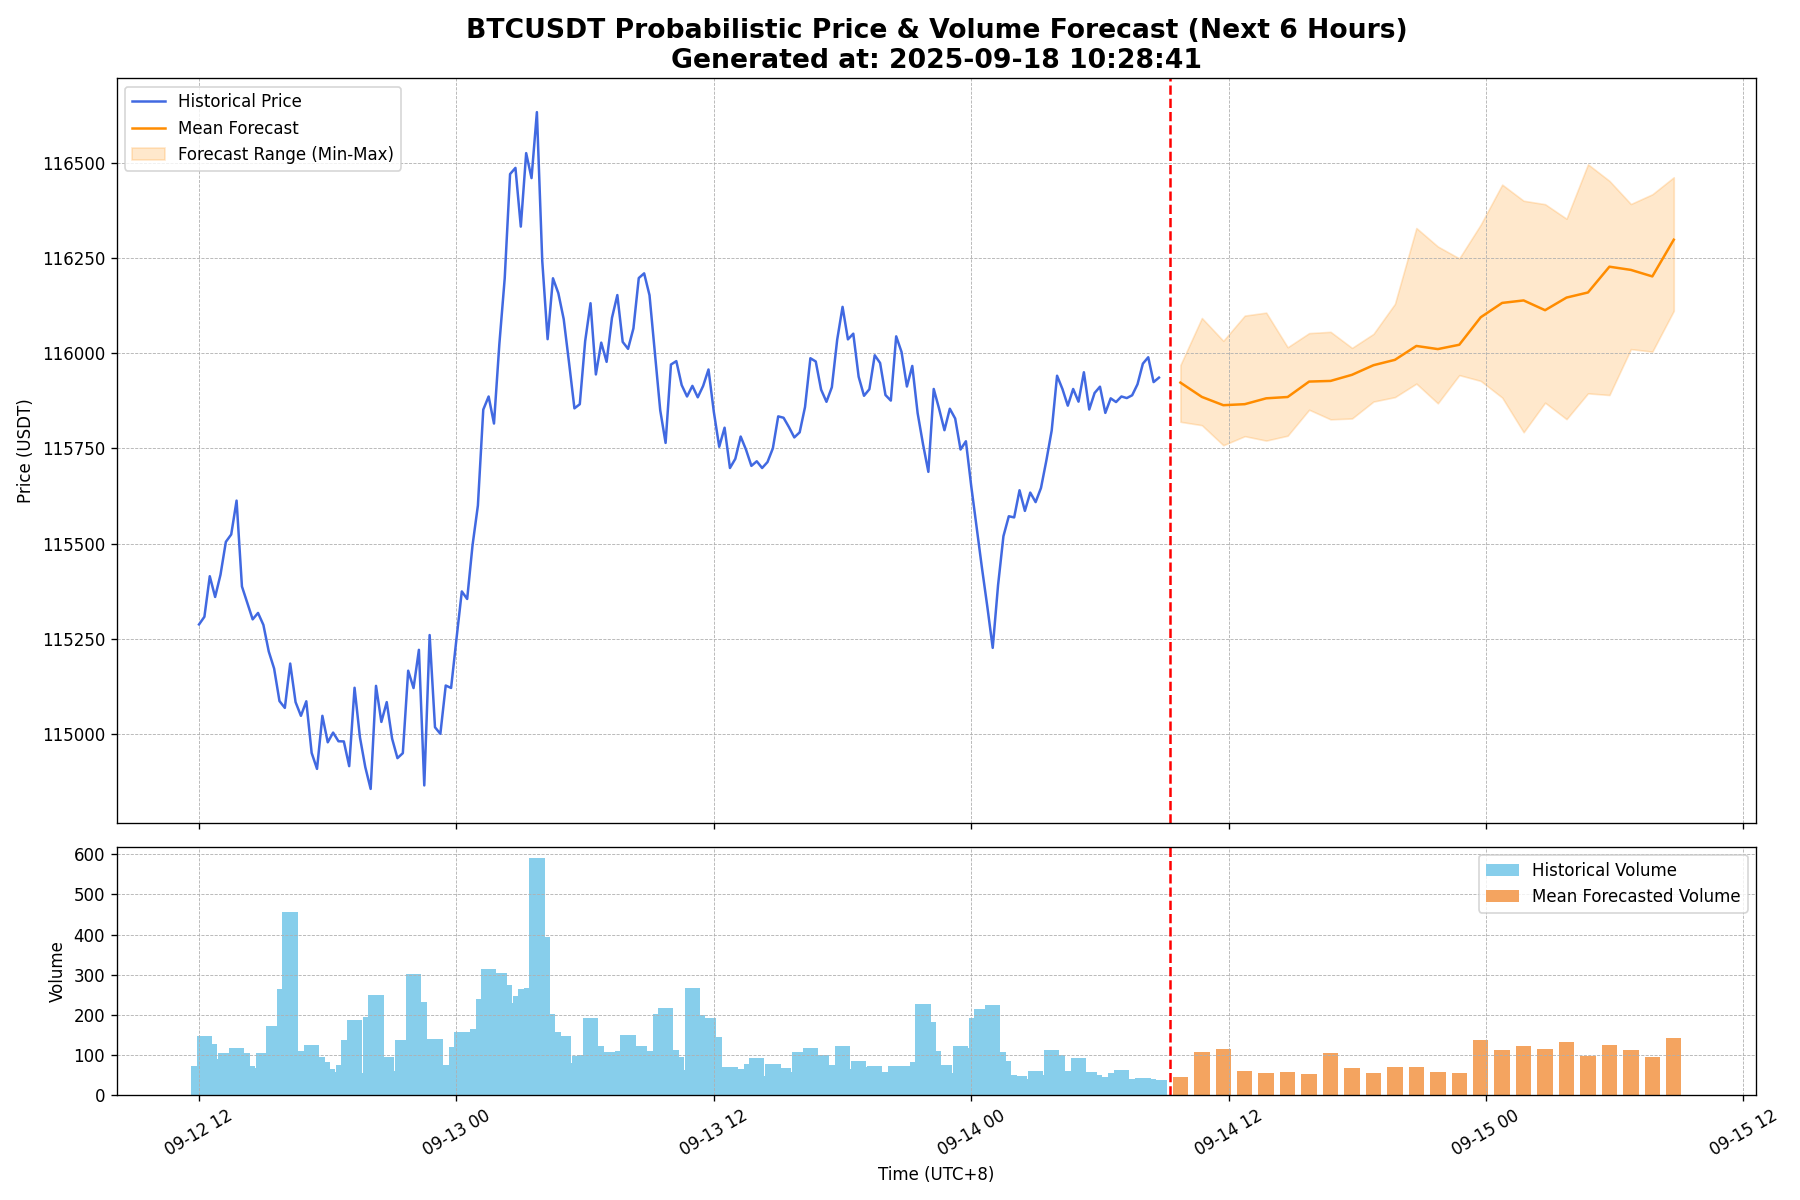 BTCUSDT Probabilistic Price & Volume Forecast (Next 6 Hours)
Generated at: 2025-09-18 10:28:41
Historical Price
Mean Forecast
Forecast Range (Min-Max)
116500
116250
116000
115750
115500
115250
115000
Price (USDT)
Historical Volume
Mean Forecasted Volume
600
500
400
300
200
100
0
Volume
09-12 12
09-13 00
09-13 12
09-14 00
09-14 12
09-15 00
09-15 12
Time (UTC+8)